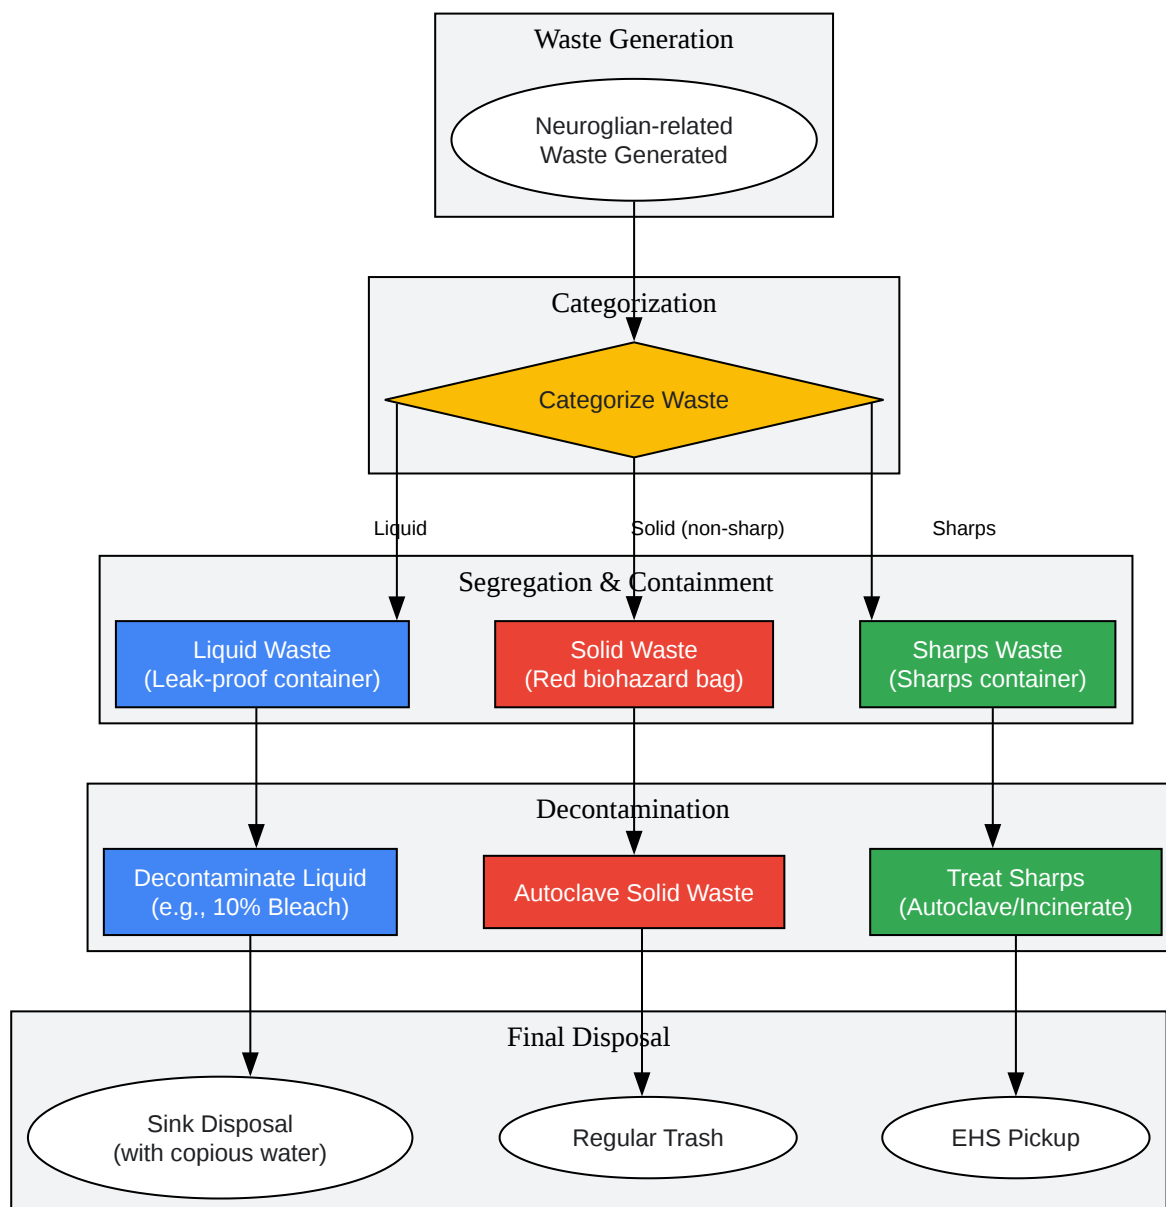 Waste Generation
Neuroglian-related
Waste Generated
Categorization
Categorize Waste
Liquid
Solid (non-sharp)
Sharps
Segregation & Containment
Liquid Waste
(Leak-proof container)
Solid Waste
(Red biohazard bag)
Sharps Waste
(Sharps container)
Decontamination
Decontaminate Liquid
(e.g., 10% Bleach)
Autoclave Solid Waste
Treat Sharps
(Autoclave/Incinerate)
Final Disposal
Sink Disposal
(with copious water)
Regular Trash
EHS Pickup